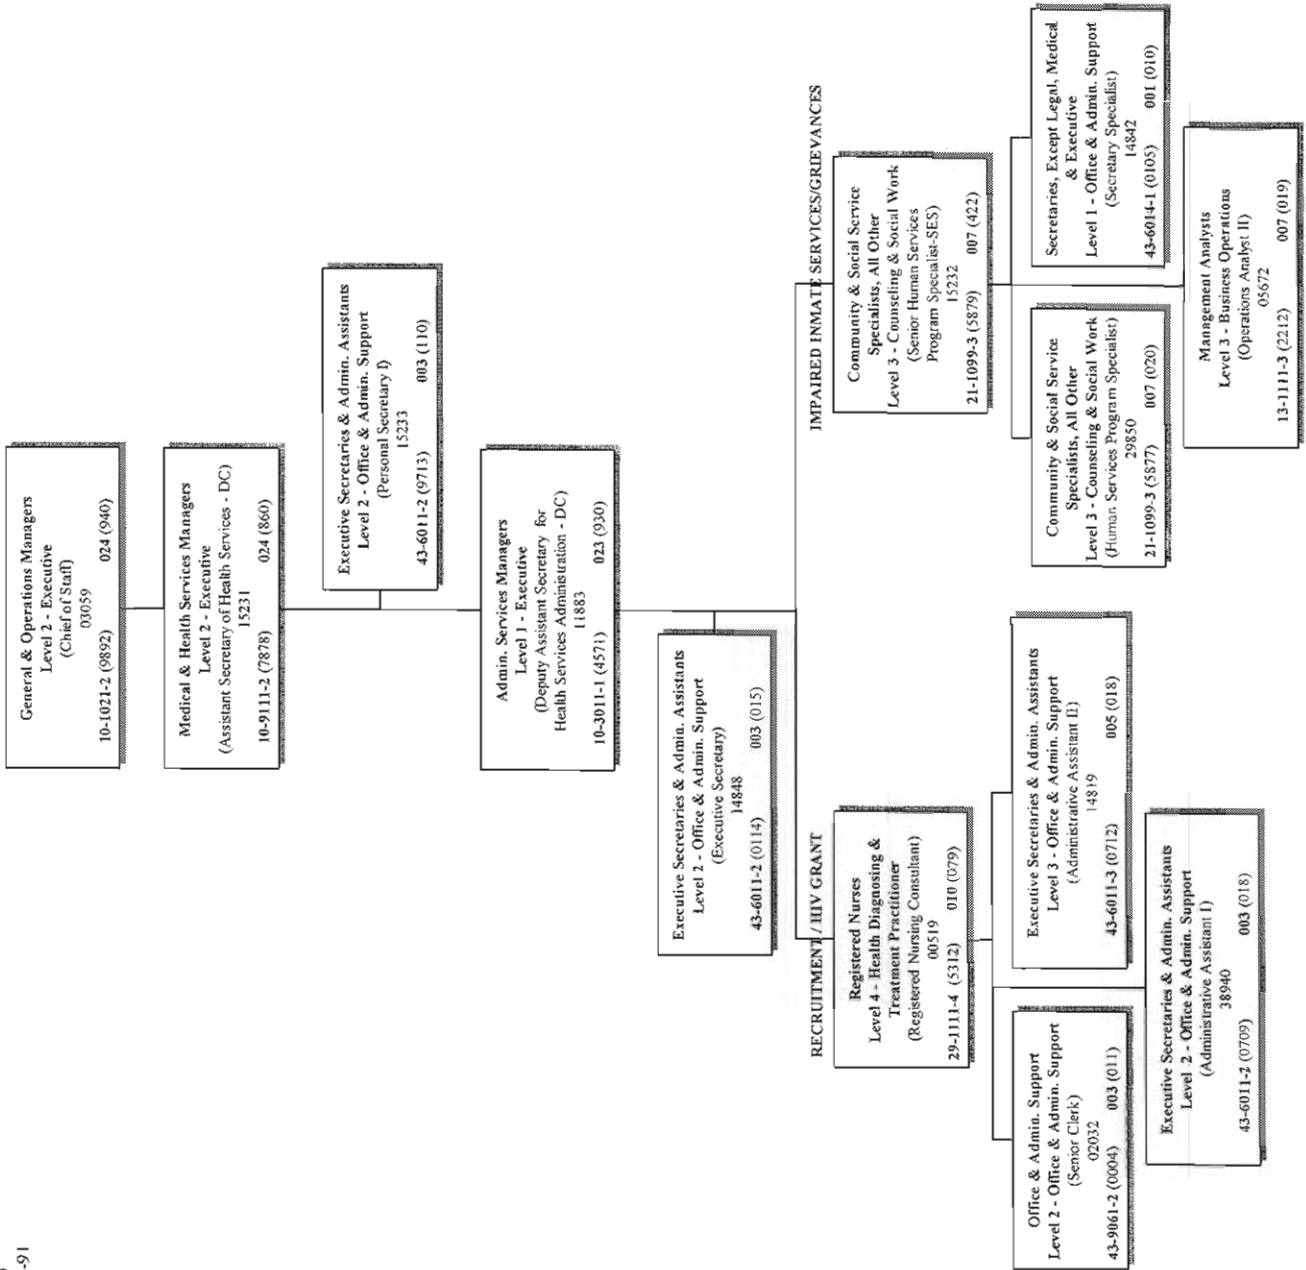 -91
General & Operations Managers
Level 2 - Executive
(Chief of Staff)
03059
10-1021-2 (9892) 024 (940)
Medical & Health Services Managers
Level 2 - Executive
(Assistant Secretary of Health Services - DC)
15231
10-9111-2 (7878) 024 (860)
Executive Secretaries & Admin. Assistants
Level 2 - Office & Admin. Support
(Personal Secretary I)
15233
43-6011-2 (9713) 003 (110)
Admin. Services Managers
Level 1 - Executive
(Deputy Assistant Secretary for
Health Services Administration - DC)
11883
10-3011-1 (4571) 023 (930)
Executive Secretaries & Admin. Assistants
Level 2 - Office & Admin. Support
(Executive Secretary)
14848
43-6011-2 (0114) 003 (015)
RECRUITMENT / HIV GRANT
Registered Nurses
Level 4 - Health Diagnosing &
Treatment Practitioner
(Registered Nursing Consultant)
00519
29-1111-4 (5312) 010 (079)
Office & Admin. Support
Level 2 - Office & Admin. Support
(Senior Clerk)
02032
43-9061-2 (0004) 003 (011)
Executive Secretaries & Admin. Assistants
Level 3 - Office & Admin. Support
(Administrative Assistant II)
14819
43-6011-3 (0712) 005 (018)
Executive Secretaries & Admin. Assistants
Level 2 - Office & Admin. Support
(Administrative Assistant I)
38940
43-6011-2 (0709) 003 (018)
IMPAIRED INMATE SERVICES/GRIEVANCES
Community & Social Service
Specialists, All Other
Level 3 - Counseling & Social Work
(Senior Human Services
Program Specialist-SES)
15232
21-1099-3 (5879) 007 (422)
Community & Social Service
Specialists, All Other
Level 3 - Counseling & Social Work
(Human Services Program Specialist)
29850
21-1099-3 (5877) 007 (020)
Secretaries, Except Legal, Medical
& Executive
Level 1 - Office & Admin. Support
(Secretary Specialist)
14842
43-6014-1 (0105) 001 (010)
Management Analysts
Level 3 - Business Operations
(Operations Analyst II)
05672
13-1111-3 (2212) 007 (019)